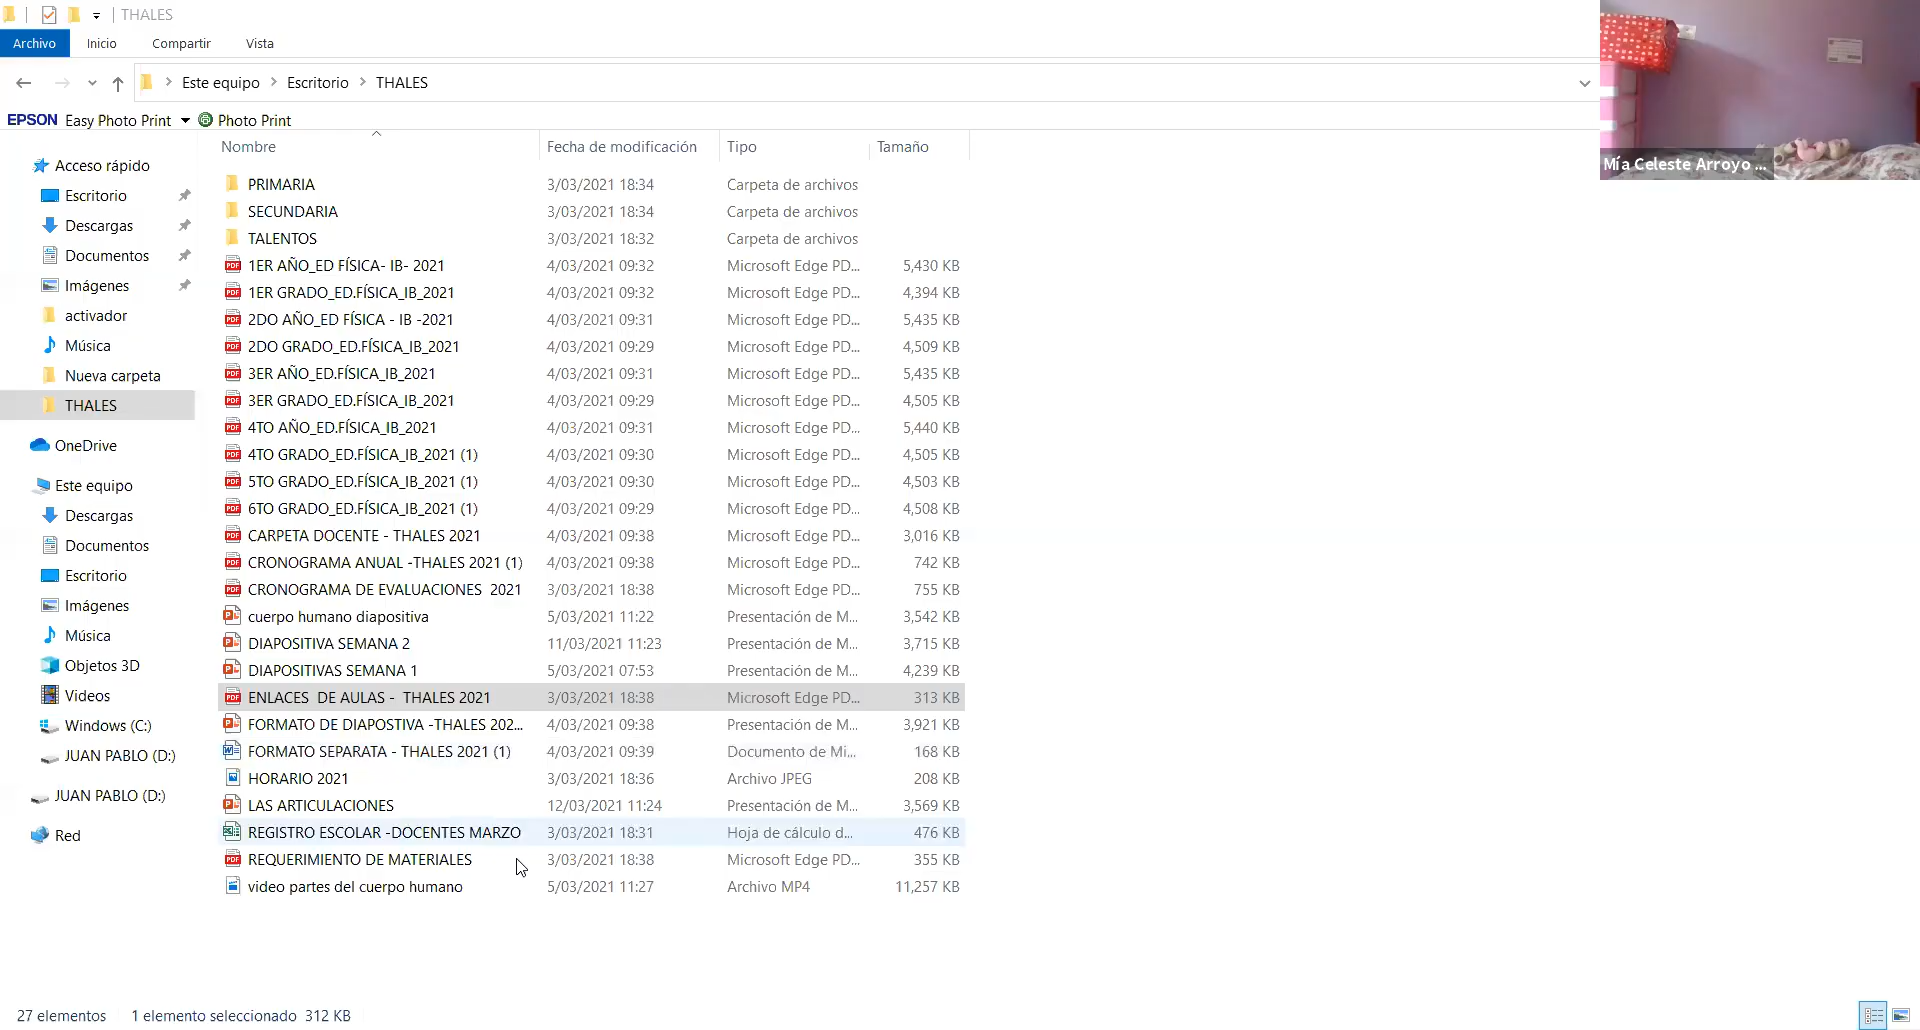 THALES
Archivo Inicio Compartir Vista
Este equipo Escritorio THALES
EPSON Easy Photo Print Photo Print
Mía Celeste Arroyo ...
Nombre Fecha de modificación Tipo Tamaño
Acceso rápido
Escritorio
Descargas
Documentos
Imágenes
activador
Música
Nueva carpeta
THALES
OneDrive
Este equipo
Descargas
Documentos
Escritorio
Imágenes
Música
Objetos 3D
Videos
Windows (C:)
JUAN PABLO (D:)
JUAN PABLO (D:)
Red
PRIMARIA 3/03/2021 18:34 Carpeta de archivos
SECUNDARIA 3/03/2021 18:34 Carpeta de archivos
TALENTOS 3/03/2021 18:32 Carpeta de archivos
1ER AÑO_ED FÍSICA- IB- 2021 4/03/2021 09:32 Microsoft Edge PD... 5,430 KB
1ER GRADO_ED.FÍSICA_IB_2021 4/03/2021 09:32 Microsoft Edge PD... 4,394 KB
2DO AÑO_ED FÍSICA - IB -2021 4/03/2021 09:31 Microsoft Edge PD... 5,435 KB
2DO GRADO_ED.FÍSICA_IB_2021 4/03/2021 09:29 Microsoft Edge PD... 4,509 KB
3ER AÑO_ED.FÍSICA_IB_2021 4/03/2021 09:31 Microsoft Edge PD... 5,435 KB
3ER GRADO_ED.FÍSICA_IB_2021 4/03/2021 09:29 Microsoft Edge PD... 4,505 KB
4TO AÑO_ED.FÍSICA_IB_2021 4/03/2021 09:31 Microsoft Edge PD... 5,440 KB
4TO GRADO_ED.FÍSICA_IB_2021 (1) 4/03/2021 09:30 Microsoft Edge PD... 4,505 KB
5TO GRADO_ED.FÍSICA_IB_2021 (1) 4/03/2021 09:30 Microsoft Edge PD... 4,503 KB
6TO GRADO_ED.FÍSICA_IB_2021 (1) 4/03/2021 09:29 Microsoft Edge PD... 4,508 KB
CARPETA DOCENTE - THALES 2021 4/03/2021 09:38 Microsoft Edge PD... 3,016 KB
CRONOGRAMA ANUAL -THALES 2021 (1) 4/03/2021 09:38 Microsoft Edge PD... 742 KB
CRONOGRAMA DE EVALUACIONES 2021 3/03/2021 18:38 Microsoft Edge PD... 755 KB
cuerpo humano diapositiva 5/03/2021 11:22 Presentación de M... 3,542 KB
DIAPOSITIVA SEMANA 2 11/03/2021 11:23 Presentación de M... 3,715 KB
DIAPOSITIVAS SEMANA 1 5/03/2021 07:53 Presentación de M... 4,239 KB
ENLACES DE AULAS - THALES 2021 3/03/2021 18:38 Microsoft Edge PD... 313 KB
FORMATO DE DIAPOSTIVA -THALES 202... 4/03/2021 09:38 Presentación de M... 3,921 KB
FORMATO SEPARATA - THALES 2021 (1) 4/03/2021 09:39 Documento de Mi... 168 KB
HORARIO 2021 3/03/2021 18:36 Archivo JPEG 208 KB
LAS ARTICULACIONES 12/03/2021 11:24 Presentación de M... 3,569 KB
REGISTRO ESCOLAR -DOCENTES MARZO 3/03/2021 18:31 Hoja de cálculo d... 476 KB
REQUERIMIENTO DE MATERIALES 3/03/2021 18:38 Microsoft Edge PD... 355 KB
video partes del cuerpo humano 5/03/2021 11:27 Archivo MP4 11,257 KB
27 elementos 1 elemento seleccionado 312 KB